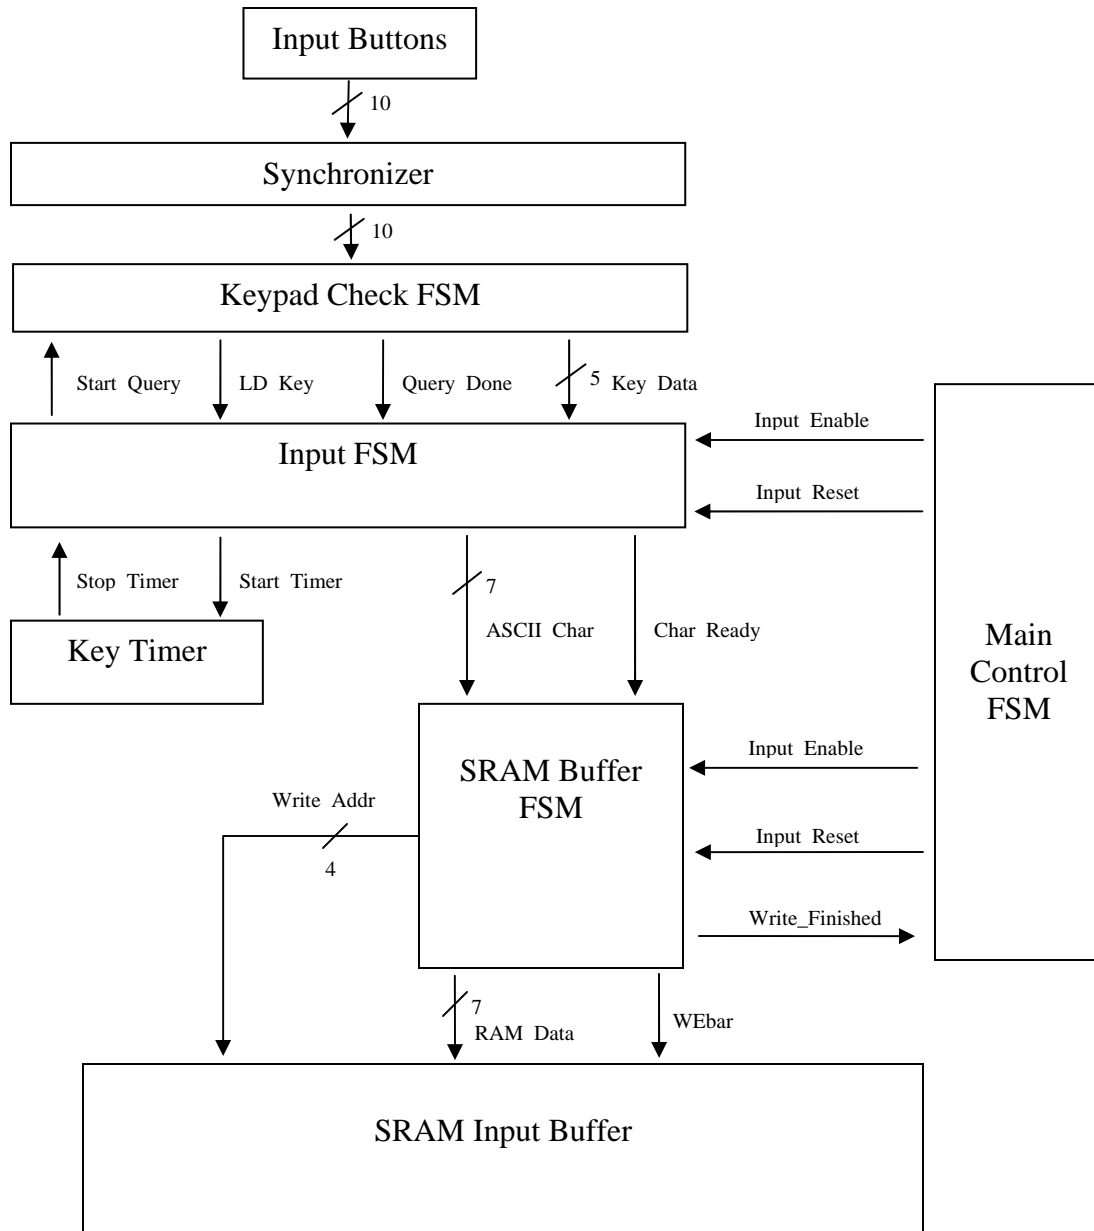 Input Buttons
10
Synchronizer
10
Keypad Check FSM
Start Query
LD Key
Query Done
5
Key Data
Input FSM
Input Enable
Input Reset
Stop Timer
Start Timer
7
ASCII Char
Char Ready
Key Timer
Main
Control
FSM
SRAM Buffer
FSM
Input Enable
Input Reset
Write_Finished
Write Addr
4
7
RAM Data
WEbar
SRAM Input Buffer